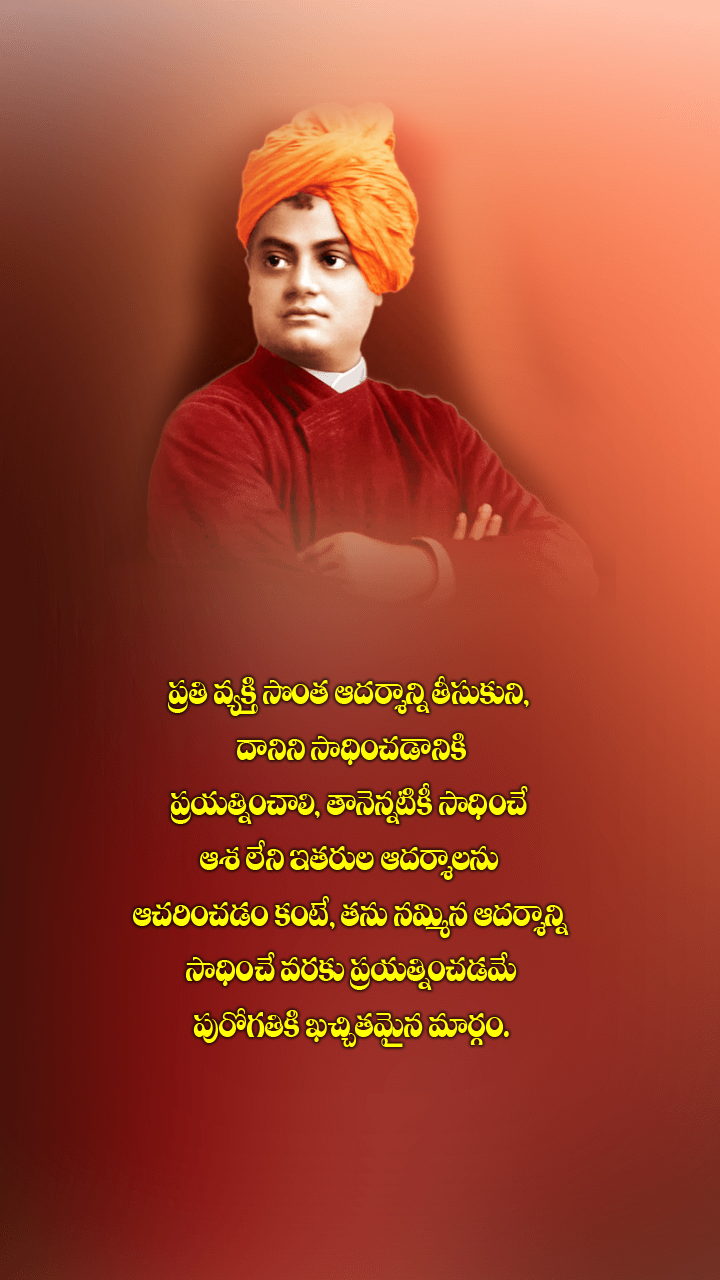 ప్రతి వ్యక్తి సొంత ఆదర్శాన్ని తీసుకుని,
దానిని సాధించడానికి
ప్రయత్నించాలి, తానెన్నటికీ సాధించే
ఆశ లేని ఇతరుల ఆదర్శాలను
ఆచరించడం కంటే, తను నమ్మిన ఆదర్శాన్ని
సాధించే వరకు ప్రయత్నించడమే
పురోగతికి ఖచ్చితమైన మార్గం.